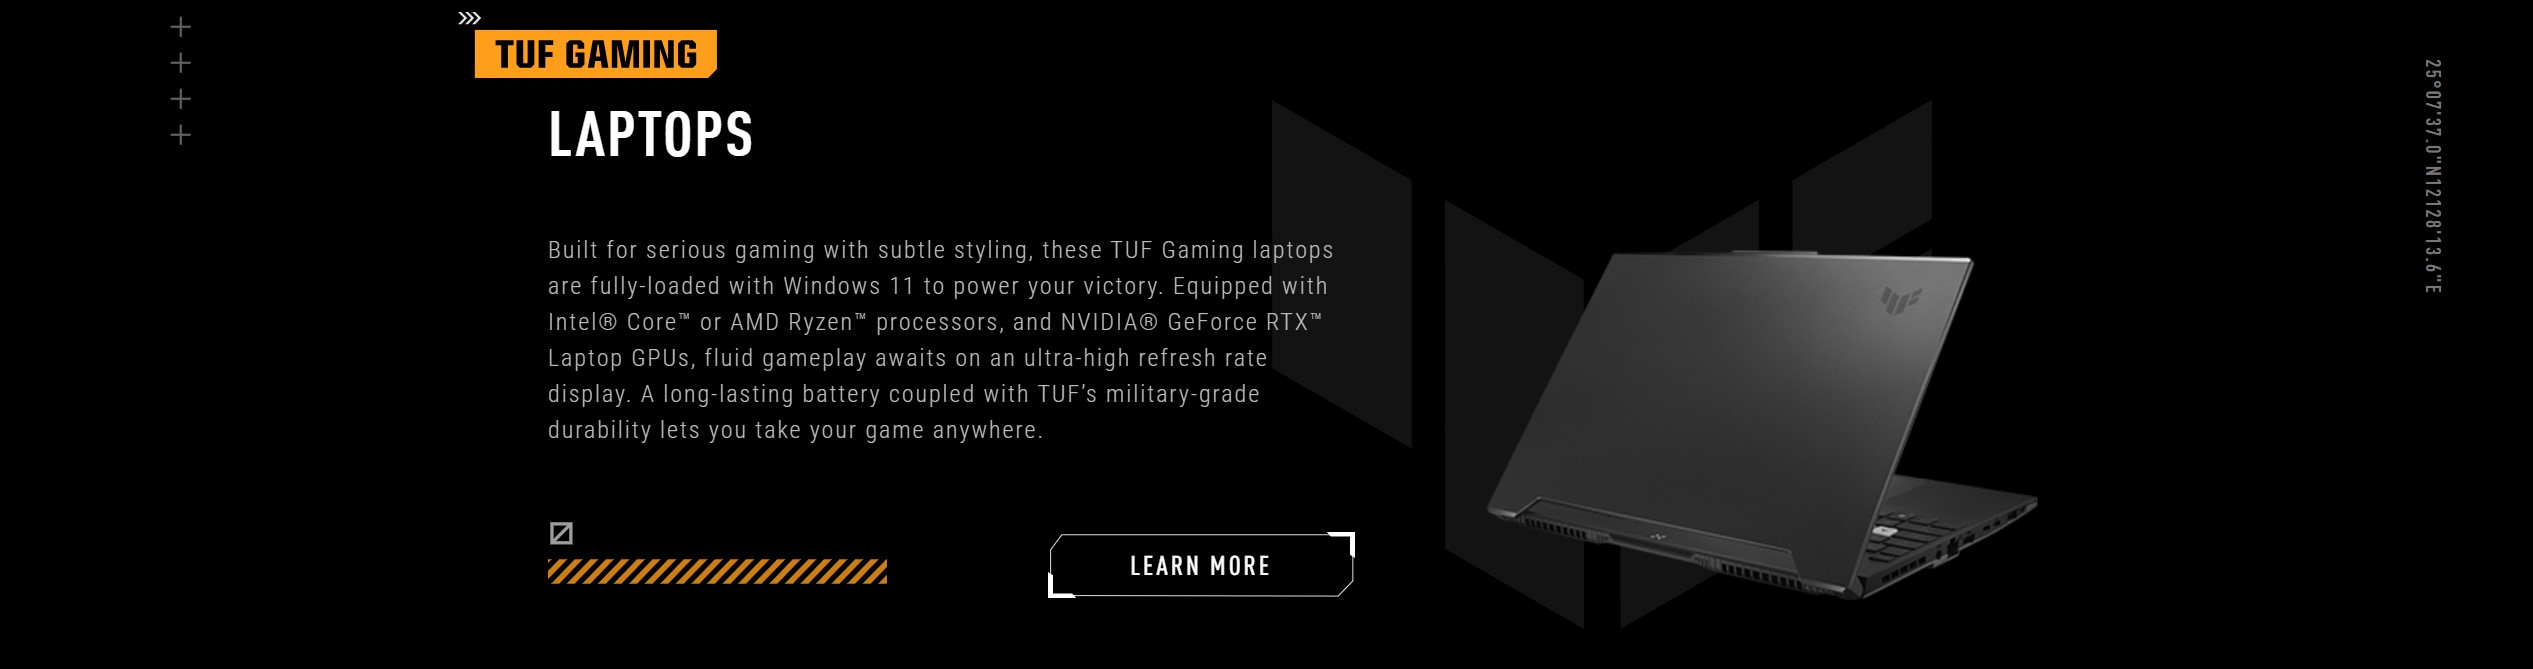 TUF GAMING
LAPTOPS
Built for serious gaming with subtle styling, these TUF Gaming laptops
are fully-loaded with Windows 11 to power your victory. Equipped with
Intel® Core™ or AMD Ryzen™ processors, and NVIDIA® GeForce RTX™
Laptop GPUs, fluid gameplay awaits on an ultra-high refresh rate
display. A long-lasting battery coupled with TUF’s military-grade
durability lets you take your game anywhere.
LEARN MORE
25°07'37.0"N12128'13.6"E